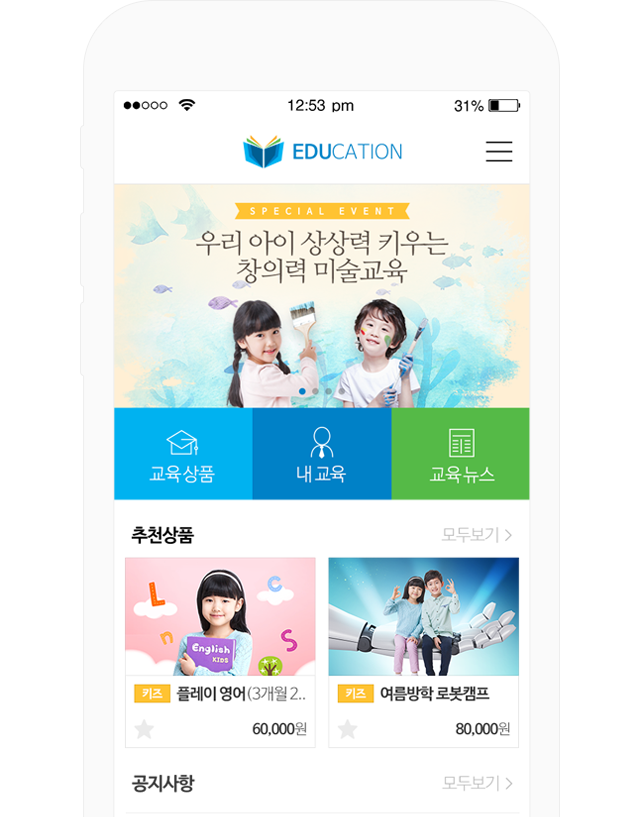 12:53 pm
31%
EDUCATION
SPECIAL EVENT
우리 아이 상상력 키우는
창의력 미술교육
교육상품
내 교육
교육 뉴스
추천상품
모두보기 >
L
C
n
S
English
KIDS
키즈
플레이 영어 (3개월 2..
60,000원
키즈
여름방학 로봇캠프
80,000원
공지사항
모두보기 >